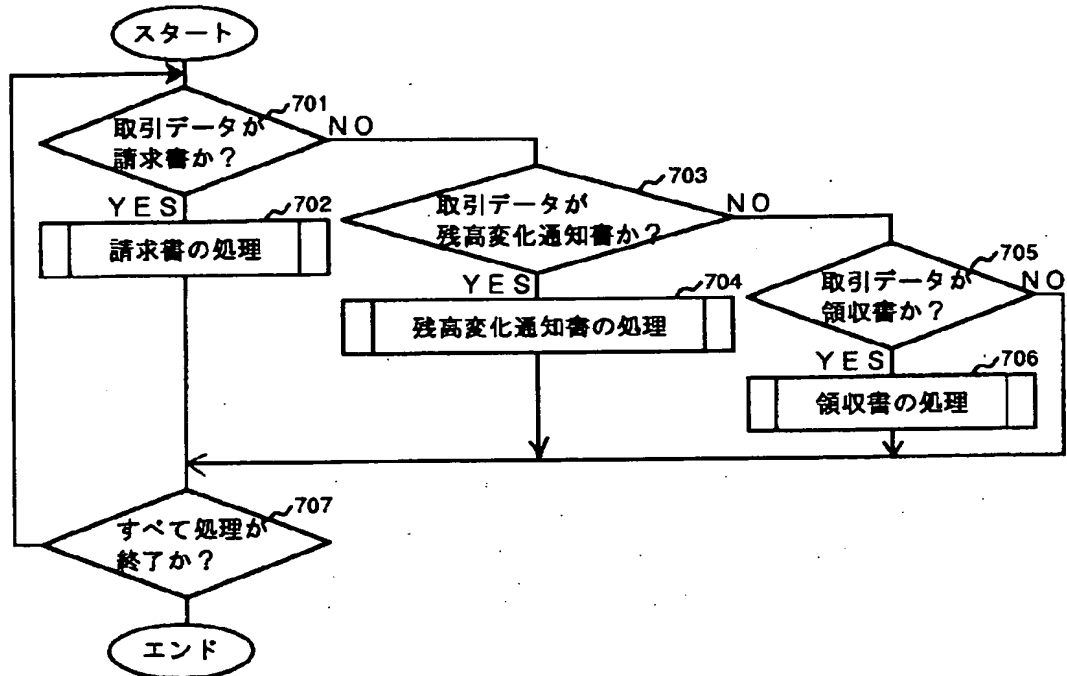 スタート
701
取引データが
請求書か？
NO
YES
702
請求書の処理
703
取引データが
残高変化通知書か？
NO
YES
704
残高変化通知書の処理
705
取引データが
領収書か？
NO
YES
706
領収書の処理
707
すべて処理が
終了か？
エンド